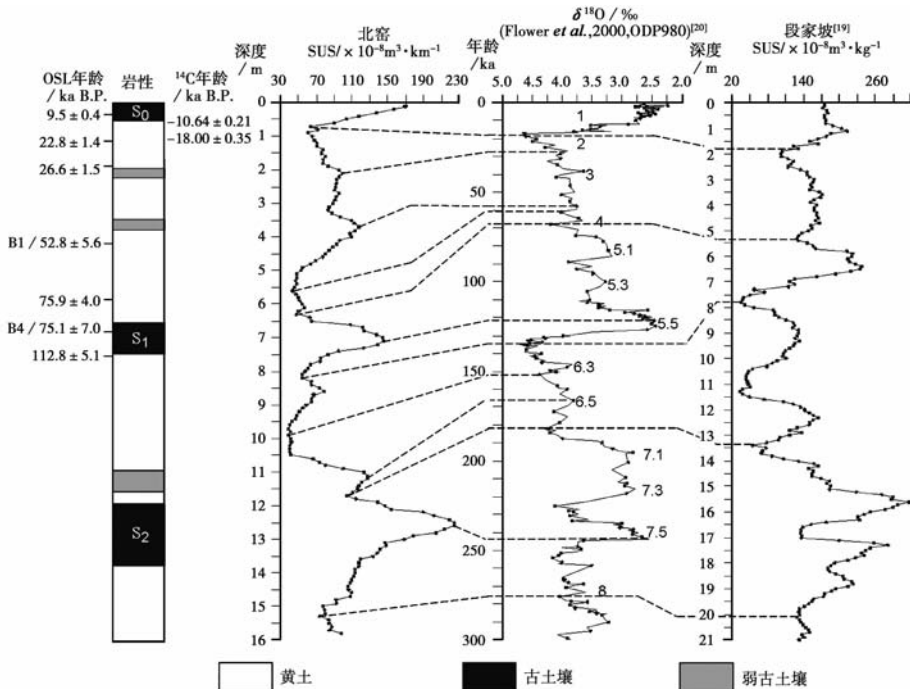 δ ¹⁸O / ‰
(Flower et al.,2000,ODP980)[20]
北窑
SUS/ × 10⁻⁸m³·km⁻¹
段家坡[19]
SUS/ × 10⁻⁸m³·kg⁻¹
OSL年龄
/ ka B.P.
岩性
¹⁴C年龄
/ ka B.P.
深度
/ m
30 70 110 150 190 230
年龄
/ka
5.0 4.5 4.0 3.5 3.0 2.5 2.0
深度
/ m
20 140 260
9.5 ± 0.4
22.8 ± 1.4
26.6 ± 1.5
B1 / 52.8 ± 5.6
75.9 ± 4.0
B4 / 75.1 ± 7.0
112.8 ± 5.1
S₀
S₁
S₂
−10.64 ± 0.21
−18.00 ± 0.35
0
1
2
3
4
5
6
7
8
9
10
11
12
13
14
15
16
0
50
100
150
200
250
300
1
2
3
4
5.1
5.3
5.5
6.3
6.5
7.1
7.3
7.5
8
0
1
2
3
4
5
6
7
8
9
10
11
12
13
14
15
16
17
18
19
20
21
黄土
古土壤
弱古土壤